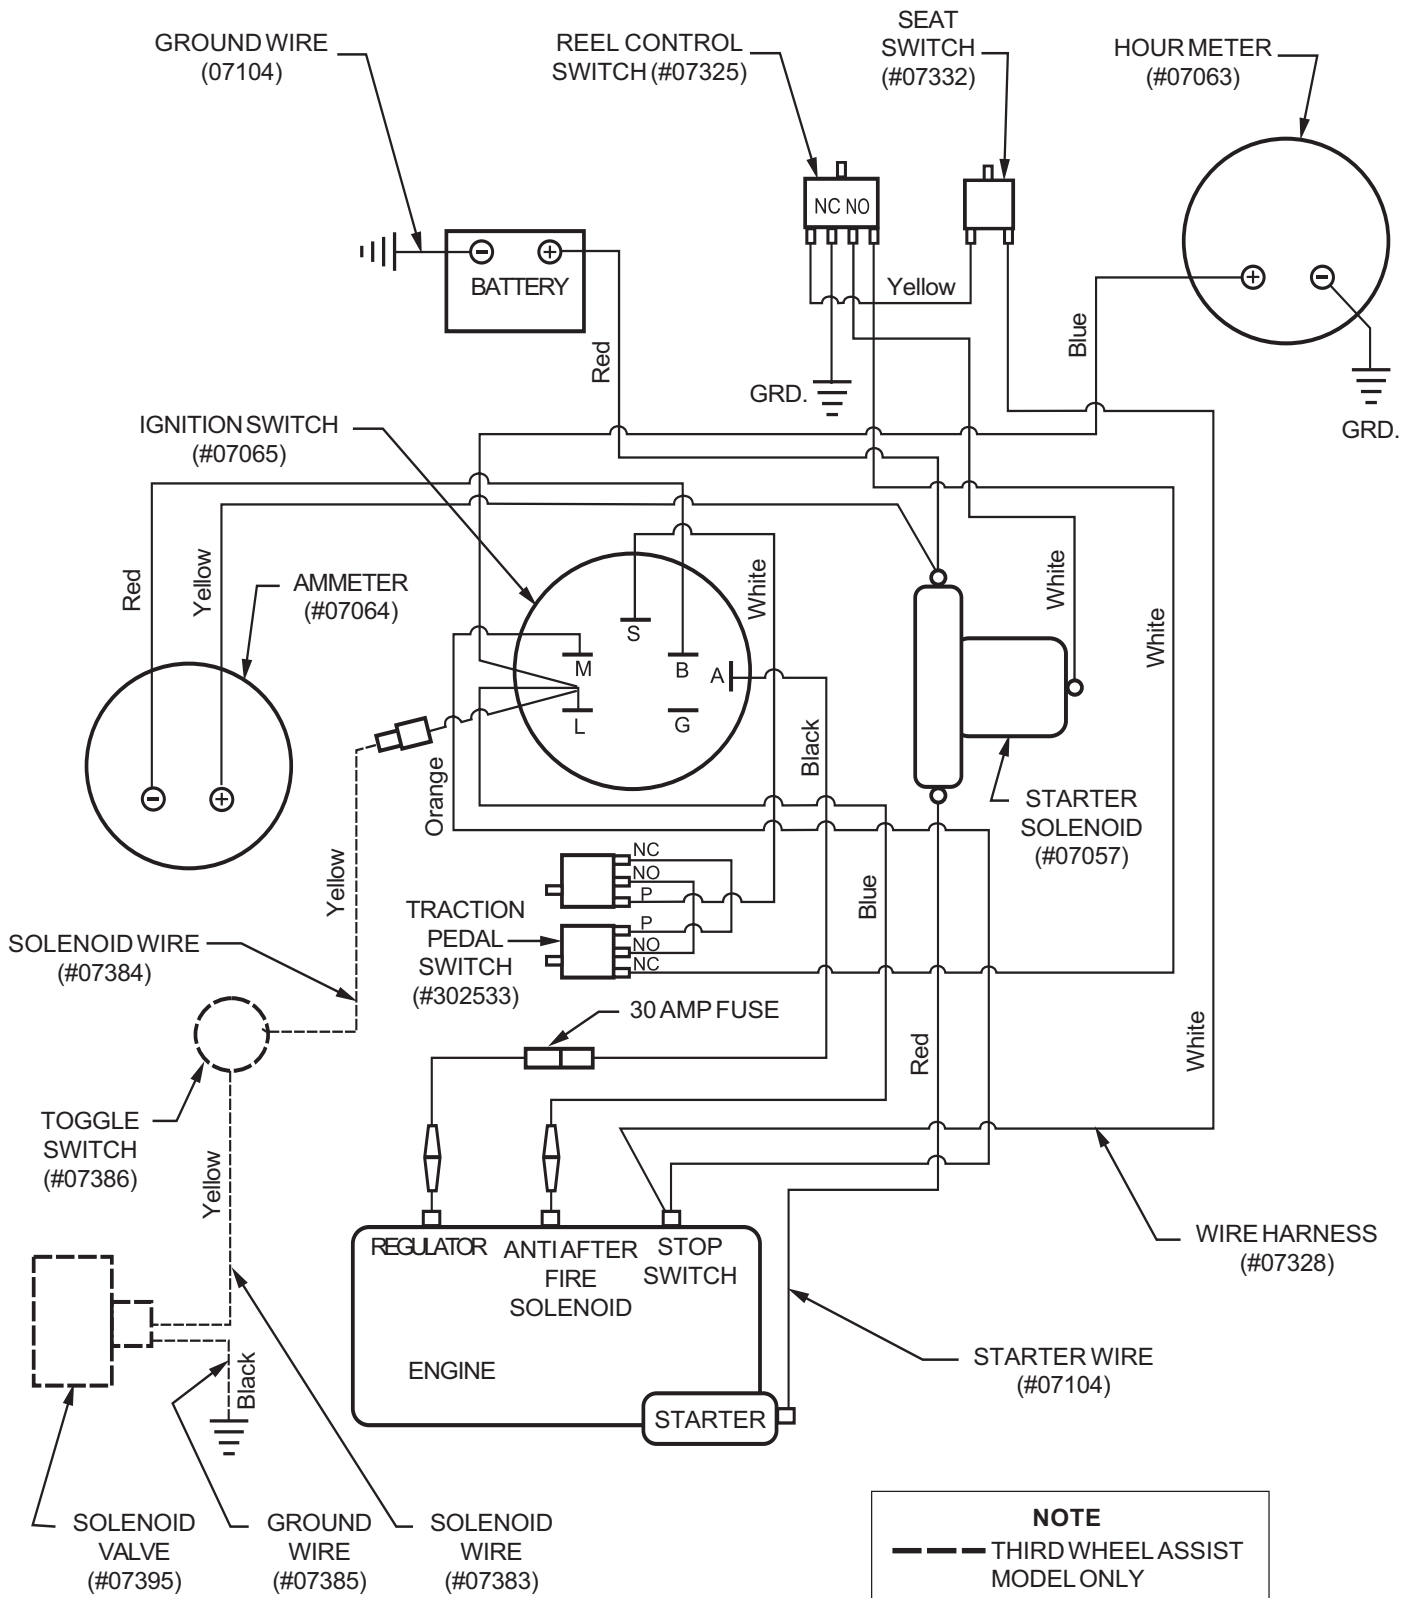 GROUND WIRE
(07104)
REEL CONTROL
SWITCH (#07325)
SEAT
SWITCH
(#07332)
HOUR METER
(#07063)
NC NO
BATTERY
Yellow
Red
Blue
GRD.
GRD.
IGNITION SWITCH
(#07065)
Red
Yellow
AMMETER
(#07064)
White
White
White
S
M
B
A
L
G
Black
Orange
STARTER
SOLENOID
(#07057)
Yellow
NC
NO
P
P
NO
NC
Blue
TRACTION
PEDAL
SWITCH
(#302533)
SOLENOID WIRE
(#07384)
30 AMP FUSE
Red
White
TOGGLE
SWITCH
(#07386)
Yellow
WIRE HARNESS
(#07328)
REGULATOR
ANTI AFTER
FIRE
SOLENOID
STOP
SWITCH
ENGINE
STARTER
STARTER WIRE
(#07104)
Black
SOLENOID
VALVE
(#07395)
GROUND
WIRE
(#07385)
SOLENOID
WIRE
(#07383)
NOTE
THIRD WHEEL ASSIST
MODEL ONLY